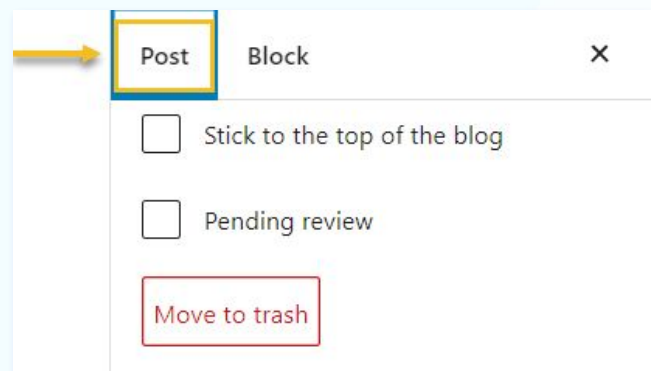 Post Block
Stick to the top of the blog
Pending review
Move to trash